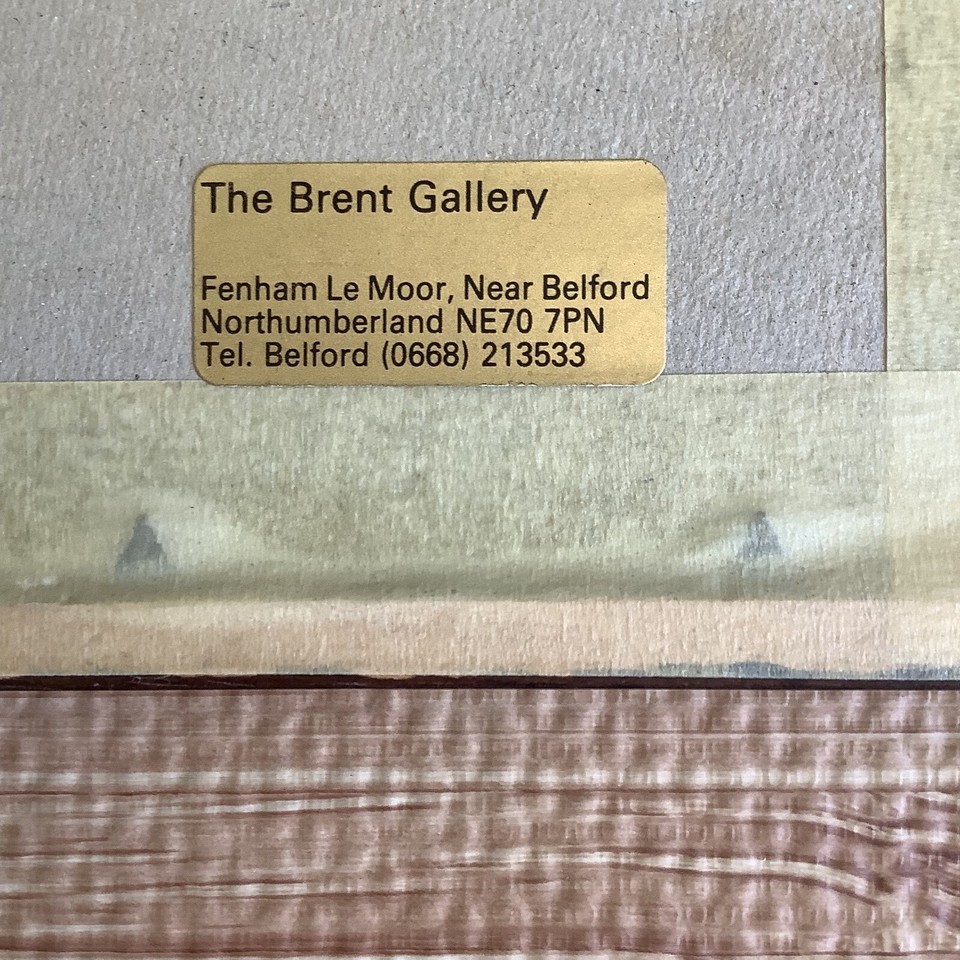 The Brent Gallery
Fenham Le Moor, Near Belford
Northumberland NE70 7PN
Tel. Belford (0668) 213533